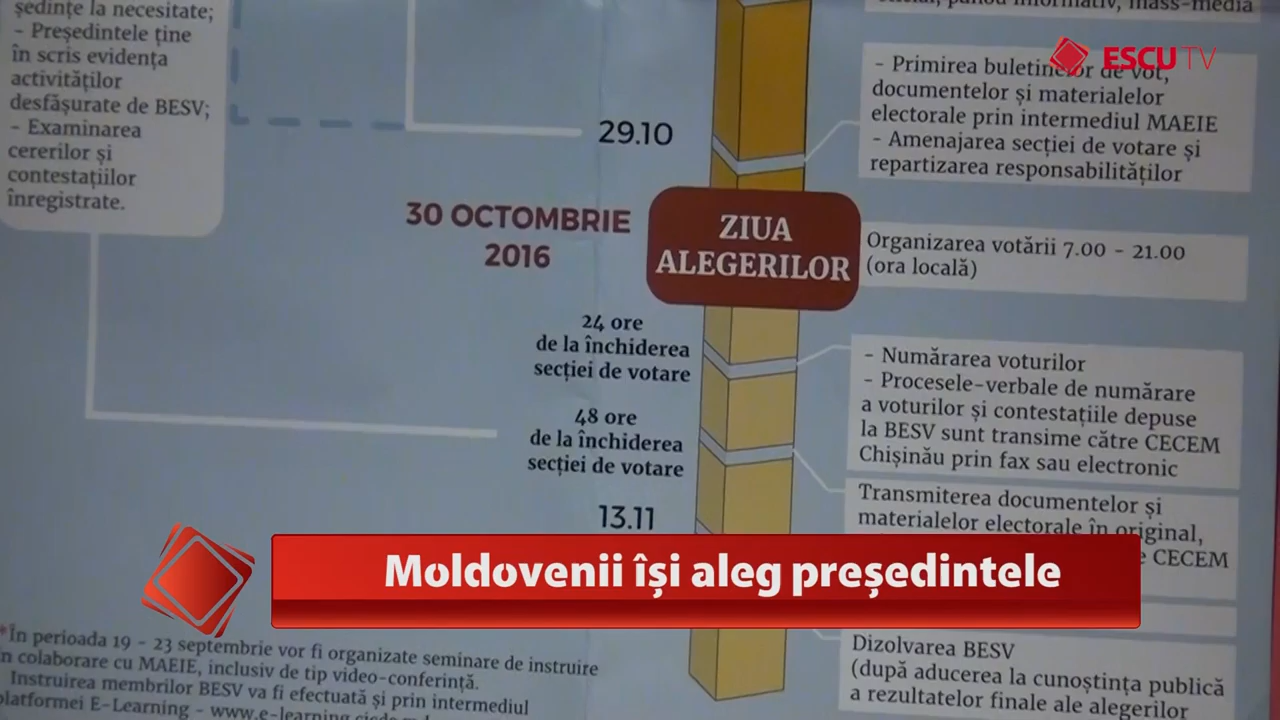 ședințe la necesitate;
- Președintele ține
în scris evidența
activităților
desfășurate de BESV;
- Examinarea
cererilor și
contestațiilor
înregistrate.
mass-media
ESCU TV
- Primirea buletinelor de vot,
documentelor și materialelor
electorale prin intermediul MAEIE
- Amenajarea secției de votare și
repartizarea responsabilităților
29.10
30 OCTOMBRIE
2016
ZIUA
ALEGERILOR
Organizarea votării 7.00 - 21.00
(ora locală)
24 ore
de la închiderea
secției de votare
- Numărarea voturilor
- Procesele-verbale de numărare
a voturilor și contestațiile depuse
la BESV sunt transime către CECEM
Chișinău prin fax sau electronic
48 ore
de la închiderea
secției de votare
Transmiterea documentelor și
materialelor electorale în original,
CECEM
13.11
Moldovenii își aleg președintele
Dizolvarea BESV
(după aducerea la cunoștința publică
a rezultatelor finale ale alegerilor
*În perioada 19 - 23 septembrie vor fi organizate seminare de instruire
în colaborare cu MAEIE, inclusiv de tip video-conferință.
Instruirea membrilor BESV va fi efectuată și prin intermediul
platformei E-Learning -